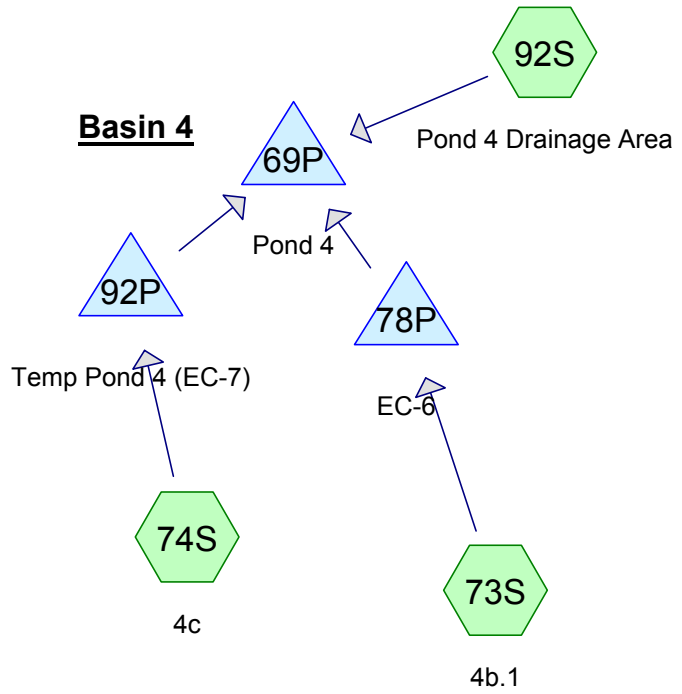 92S
Pond 4 Drainage Area
Basin 4
69P
Pond 4
92P
Temp Pond 4 (EC-7)
78P
EC-6
74S
4c
73S
4b.1